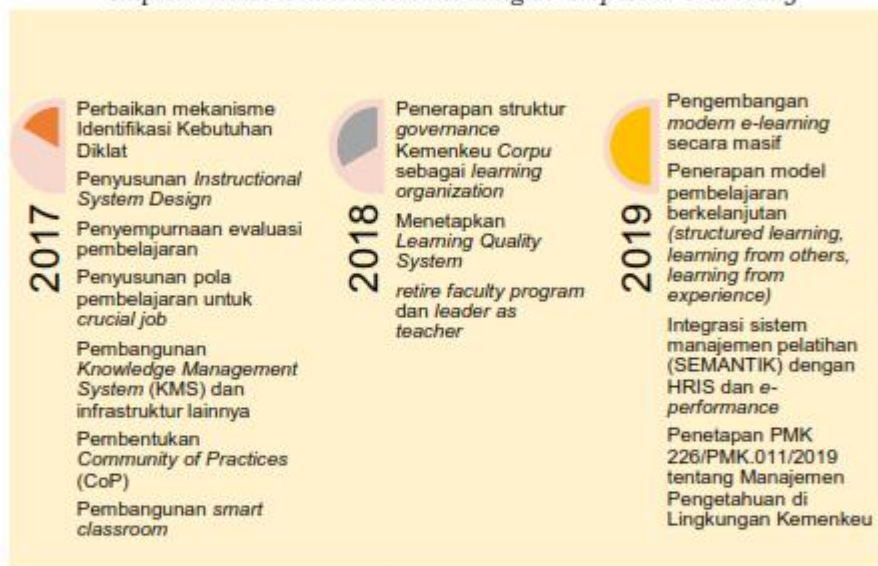 2017
Perbaikan mekanisme
Identifikasi Kebutuhan
Diklat
Penyusunan Instructional
System Design
Penyempurnaan evaluasi
pembelajaran
Penyusunan pola
pembelajaran untuk
crucial job
Pembangunan
Knowledge Management
System (KMS) dan
infrastruktur lainnya
Pembentukan
Community of Practices
(CoP)
Pembangunan smart
classroom
2018
Penerapan struktur
governance
Kemenkeu Corpu
sebagai learning
organization
Menetapkan
Learning Quality
System
retire faculty program
dan leader as
teacher
2019
Pengembangan
modern e-learning
secara masif
Penerapan model
pembelajaran
berkelanjutan
(structured learning,
learning from others,
learning from
experience)
Integrasi sistem
manajemen pelatihan
(SEMANTIK) dengan
HRIS dan e-
performance
Penetapan PMK
226/PMK.011/2019
tentang Manajemen
Pengetahuan di
Lingkungan Kemenkeu